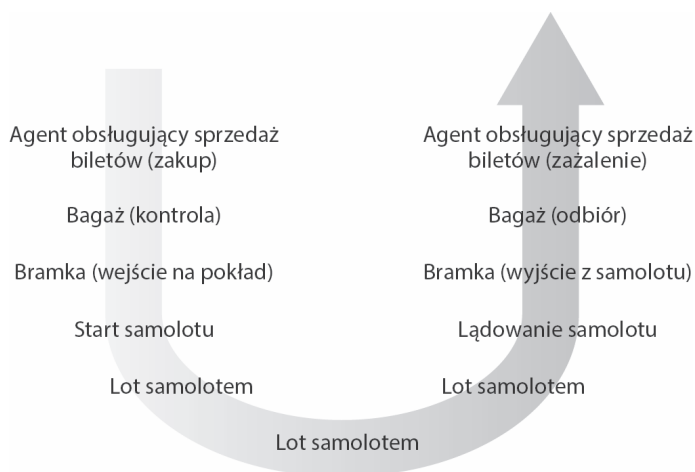 Agent obsługujący sprzedaż
biletów (zakup)
Bagaż (kontrola)
Bramka (wejście na pokład)
Start samolotu
Lot samolotem
Lot samolotem
Lot samolotem
Lądowanie samolotu
Bramka (wyjście z samolotu)
Bagaż (odbiór)
Agent obsługujący sprzedaż
biletów (zażalenie)